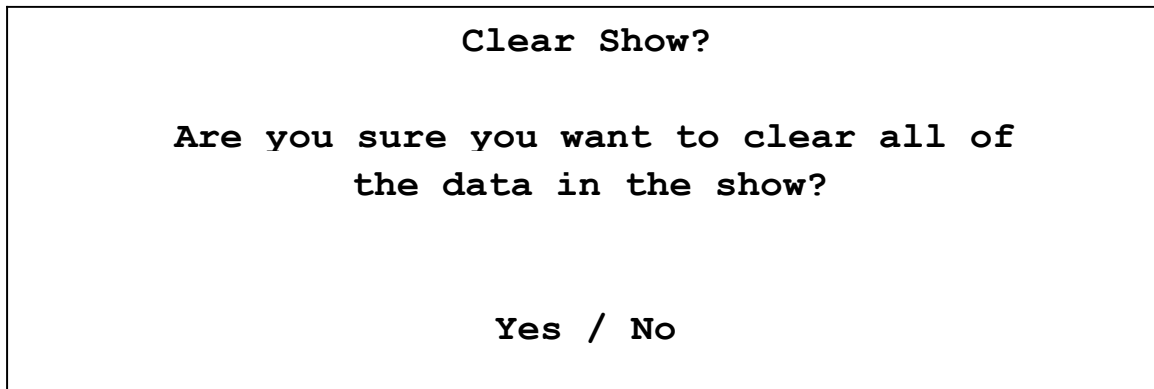 Clear Show?
Are you sure you want to clear all of
the data in the show?
Yes / No